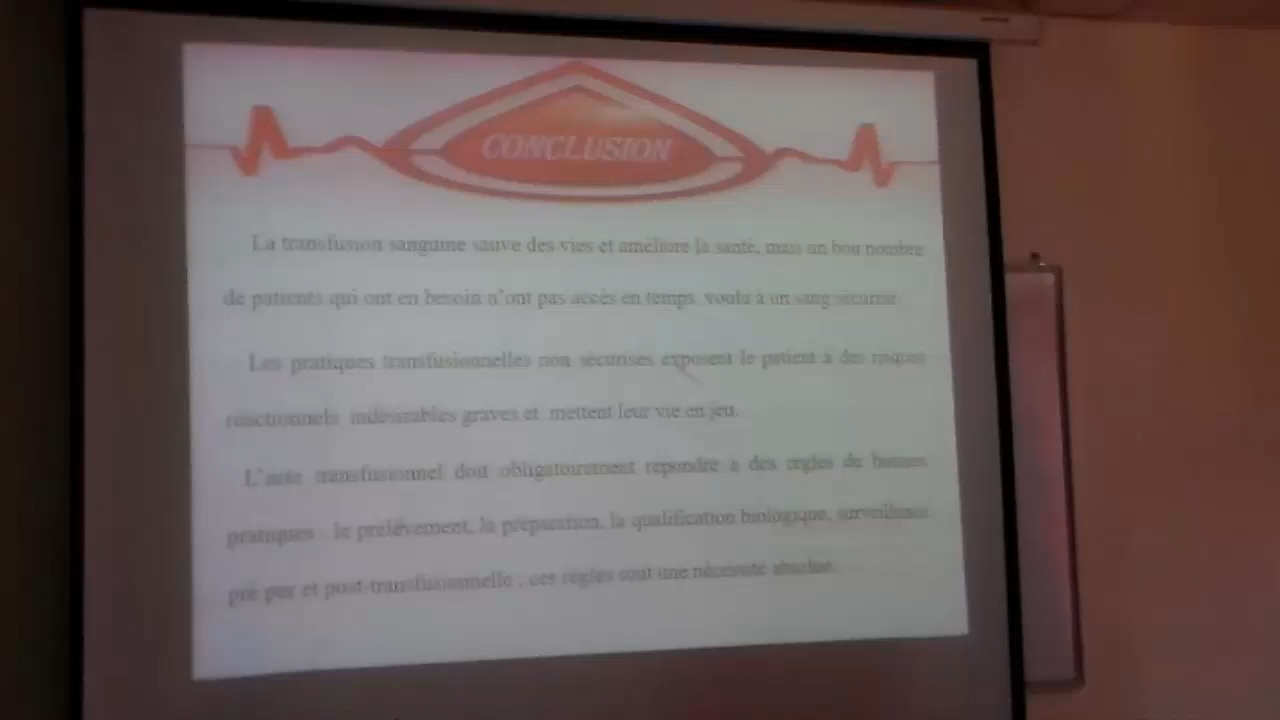 CONCLUSION
La transfusion sanguine sauve des vies et améliore la santé, mais un bon nombre
de patients qui ont en besoin n'ont pas accès en temps voulu à un sang sécurisé.
Les pratiques transfusionnelles non sécurisés exposent le patient à des risques
réactionnels indésirables graves et mettent leur vie en jeu.
L'acte transfusionnel doit obligatoirement répondre à des règles de bonnes
pratiques : le prélèvement, la préparation, la qualification biologique, surveillance
pré per et post-transfusionnelle ; ces règles sont une nécessité absolue.